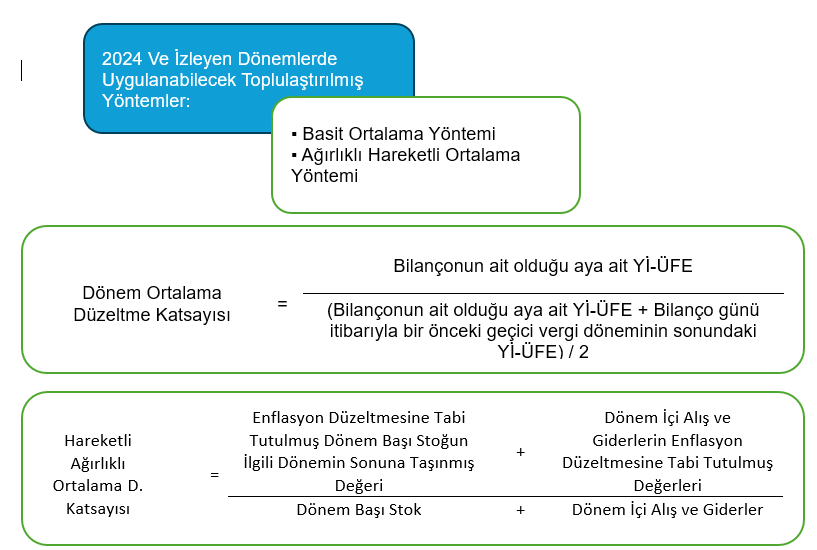 2024 Ve İzleyen Dönemlerde
Uygulanabilecek Toplulaştırılmış
Yöntemler:
▪ Basit Ortalama Yöntemi
▪ Ağırlıklı Hareketli Ortalama
Yöntemi
Dönem Ortalama
Düzeltme Katsayısı
=
Bilançonun ait olduğu aya ait Yİ-ÜFE
(Bilançonun ait olduğu aya ait Yİ-ÜFE + Bilanço günü
itibarıyla bir önceki geçici vergi döneminin sonundaki
Yİ-ÜFE) / 2
Hareketli
Ağırlıklı
Ortalama D.
Katsayısı
=
Enflasyon Düzeltmesine Tabi
Tutulmuş Dönem Başı Stoğun
İlgili Dönemin Sonuna Taşınmış
Değeri
+
Dönem İçi Alış ve
Giderlerin Enflasyon
Düzeltmesine Tabi Tutulmuş
Değerleri
Dönem Başı Stok + Dönem İçi Alış ve Giderler